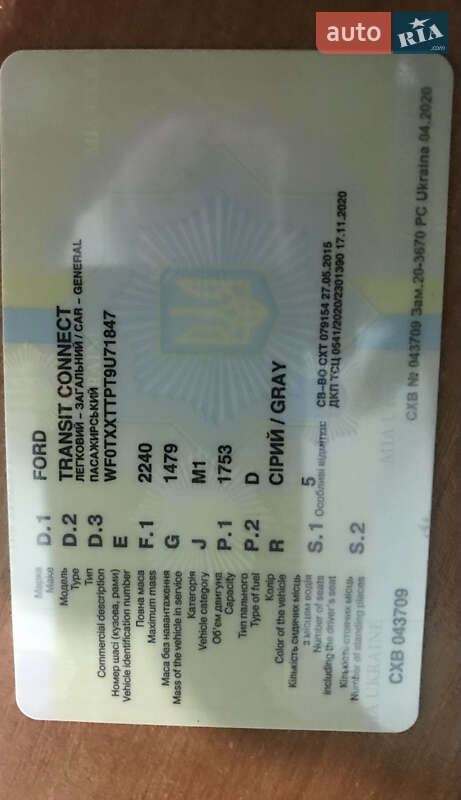 auto RIA.com
Марка D.1 FORD
Make
Модель D.2 TRANSIT CONNECT
Type ЛЕГКОВИЙ – ЗАГАЛЬНИЙ / CAR – GENERAL
Тип D.3 ПАСАЖИРСЬКИЙ
Commercial description
Номер шасі (кузова, рами) E WF0TXXTTPT9U71847
Vehicle identification number
Повна маса F.1 2240
Maximum mass
Маса без навантаження G 1479
Mass of the vehicle in service
Категорія J M1
Vehicle category
Об'єм двигуна P.1 1753
Capacity
Тип пального P.2 D
Type of fuel
Колір R СІРИЙ / GRAY
Color of the vehicle
Кількість сидячих місць
з місцем водія S.1 5 Особливі відмітки: СВ-ВО СХТ 079154 27.05.2015
Number of seats ДКП ТСЦ 0541/2020/2301390 17.11.2020
including the driver's seat
Кількість стоячих місць S.2
Number of standing places
UKRAINE
СХВ 043709
СХВ № 043709 Зам.20-3670 PC Ukraina 04.2020